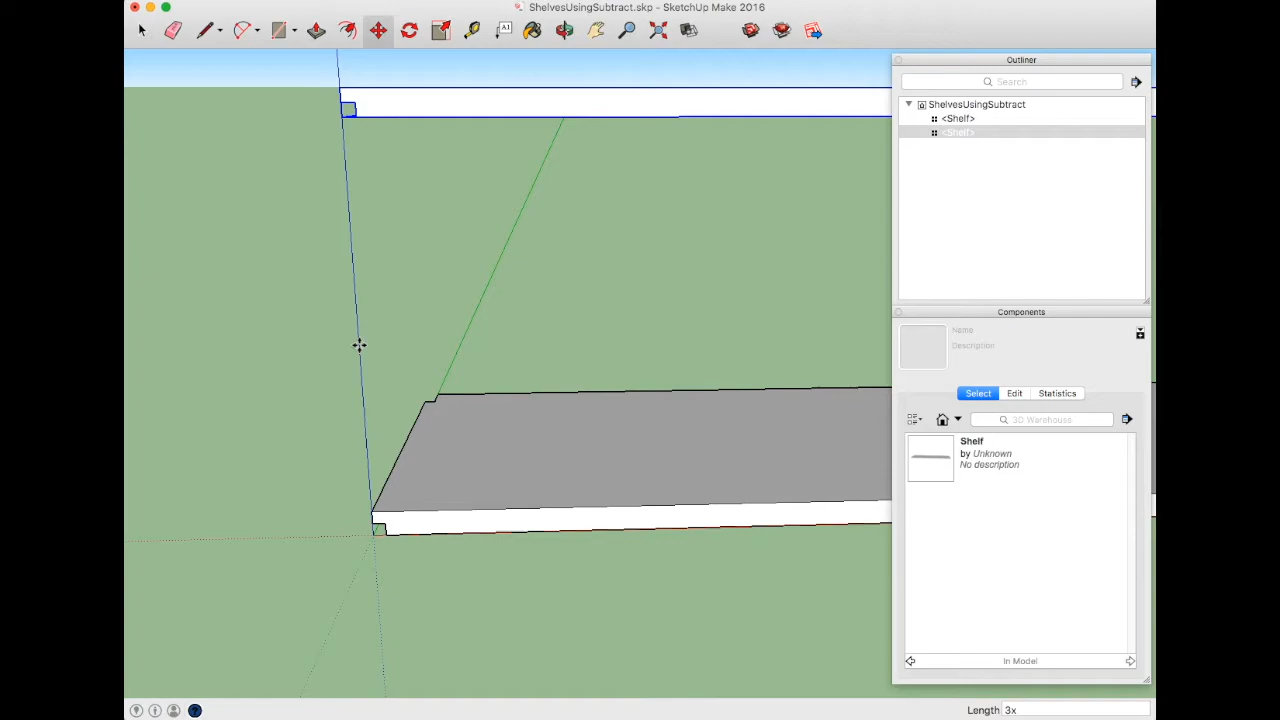 ShelvesUsingSubtract.skp - SketchUp Make 2016
A1
Outliner
Search
ShelvesUsingSubtract
<Shelf>
<Shelf>
Components
Name
Description
Select Edit Statistics
3D Warehouse
Shelf
by Unknown
No description
In Model
Length 3x